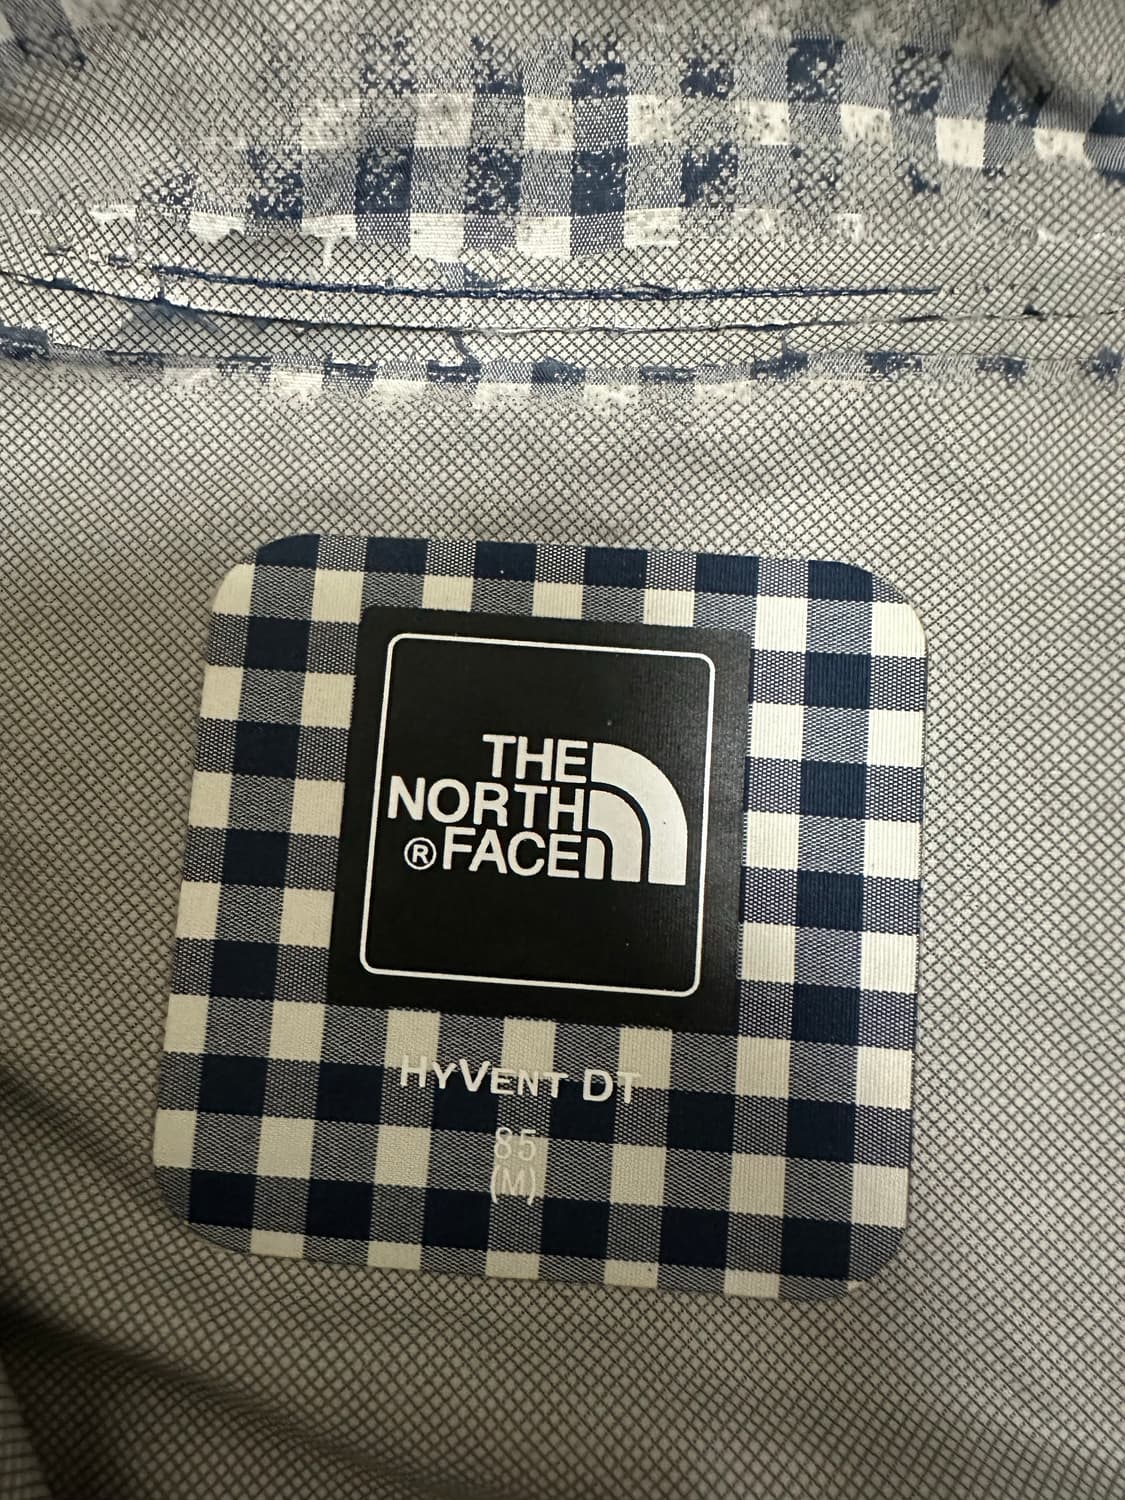 THE
NORTH
®FACE
HYVENT DT
85
(M)